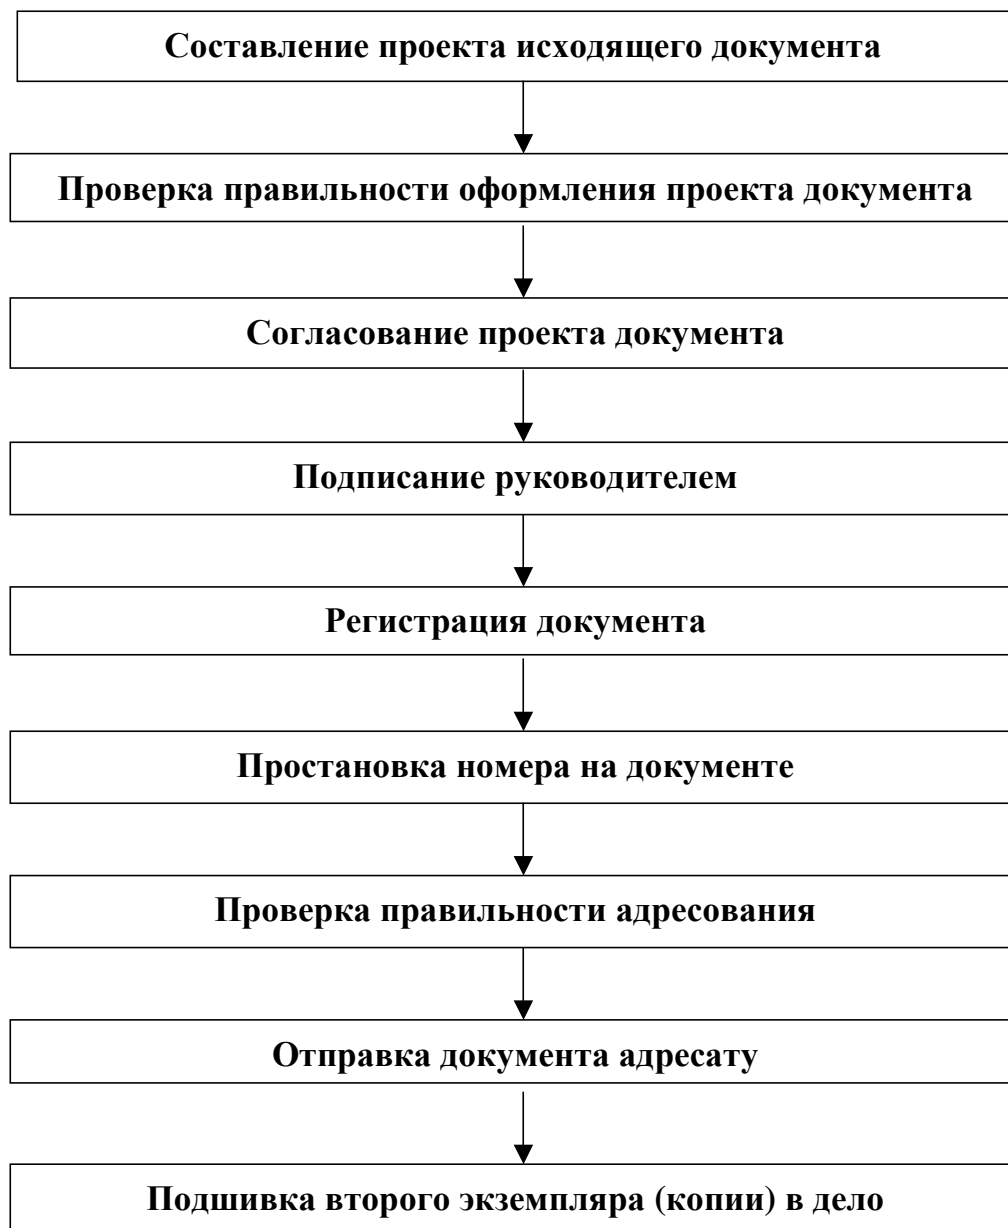 Составление проекта исходящего документа
Проверка правильности оформления проекта документа
Согласование проекта документа
Подписание руководителем
Регистрация документа
Простановка номера на документе
Проверка правильности адресования
Отправка документа адресату
Подшивка второго экземпляра (копии) в дело